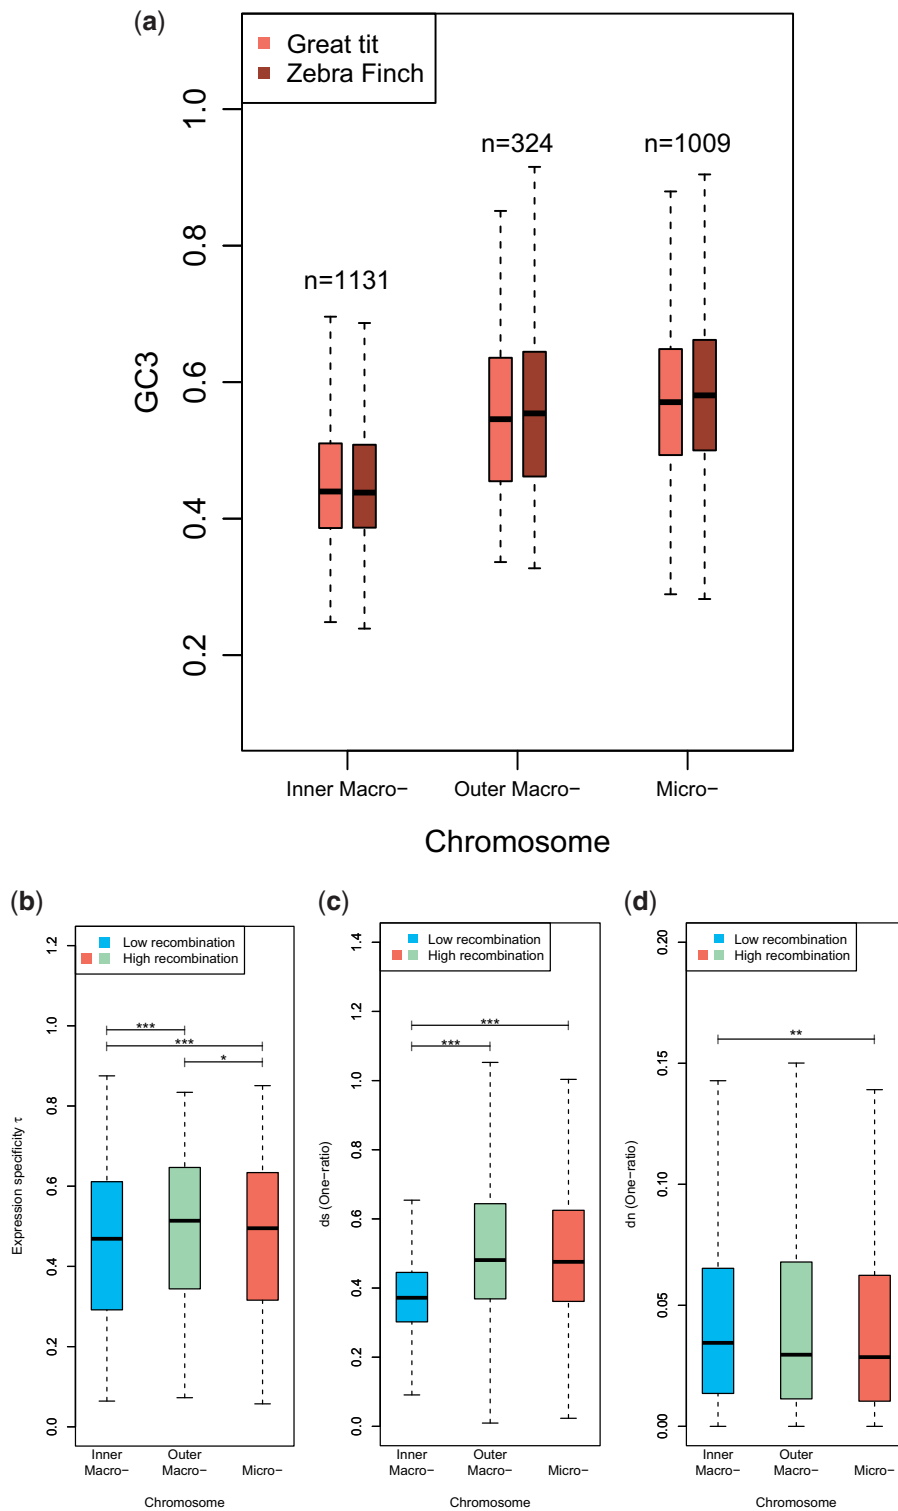 (a)
Great tit
Zebra Finch
n=1131
n=324
n=1009
GC3
1.0
0.8
0.6
0.4
0.2
Inner Macro−
Outer Macro−
Micro−
Chromosome
(b)
Low recombination
High recombination
***
***
*
Expression specificity τ
1.2
1.0
0.8
0.6
0.4
0.2
0.0
Inner
Macro−
Outer
Macro−
Micro−
Chromosome
(c)
Low recombination
High recombination
***
***
ds (One−ratio)
1.4
1.2
1.0
0.8
0.6
0.4
0.2
0.0
Inner
Macro−
Outer
Macro−
Micro−
Chromosome
(d)
Low recombination
High recombination
**
dn (One−ratio)
0.20
0.15
0.10
0.05
0.00
Inner
Macro−
Outer
Macro−
Micro−
Chromosome